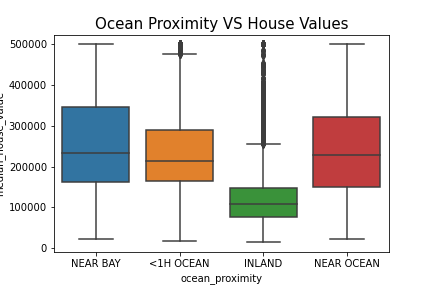 Ocean Proximity VS House Values
500000
400000
300000
200000
100000
0
NEAR BAY <1H OCEAN INLAND NEAR OCEAN
ocean_proximity